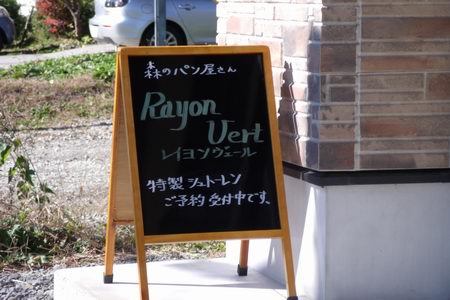 森のパン屋さん
Rayon
Vert
レイヨンヴェール
特製 シュトーレン
ご予約 受付中です。